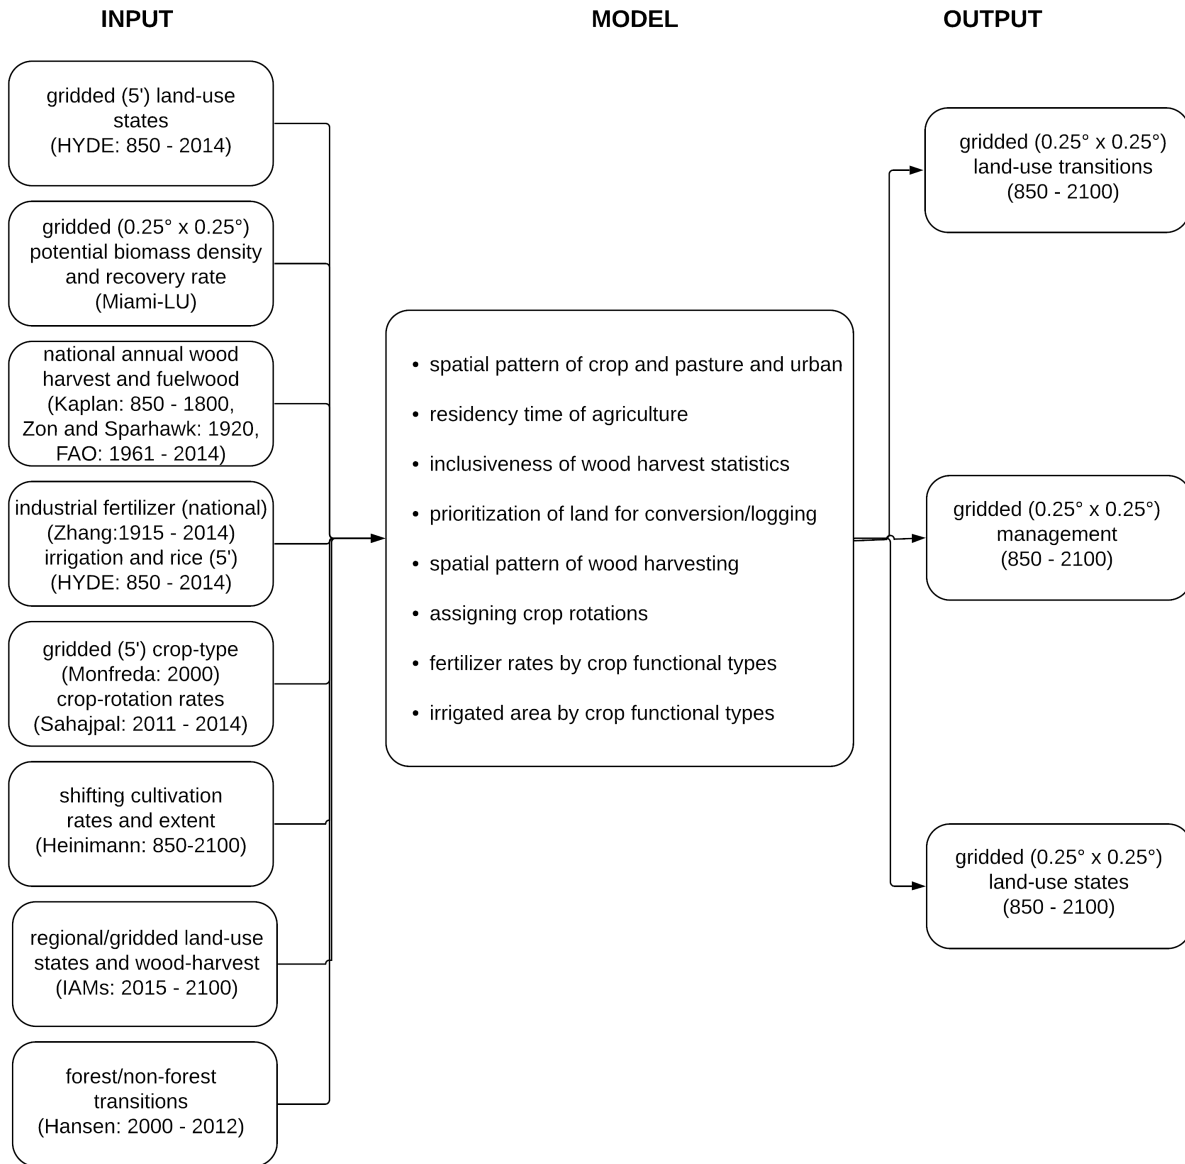 INPUT
MODEL
OUTPUT
gridded (5') land-use
states
(HYDE: 850 - 2014)
gridded (0.25° x 0.25°)
potential biomass density
and recovery rate
(Miami-LU)
national annual wood
harvest and fuelwood
(Kaplan: 850 - 1800,
Zon and Sparhawk: 1920,
FAO: 1961 - 2014)
industrial fertilizer (national)
(Zhang:1915 - 2014)
irrigation and rice (5')
(HYDE: 850 - 2014)
gridded (5') crop-type
(Monfreda: 2000)
crop-rotation rates
(Sahajpal: 2011 - 2014)
shifting cultivation
rates and extent
(Heinimann: 850-2100)
regional/gridded land-use
states and wood-harvest
(IAMs: 2015 - 2100)
forest/non-forest
transitions
(Hansen: 2000 - 2012)
• spatial pattern of crop and pasture and urban
• residency time of agriculture
• inclusiveness of wood harvest statistics
• prioritization of land for conversion/logging
• spatial pattern of wood harvesting
• assigning crop rotations
• fertilizer rates by crop functional types
• irrigated area by crop functional types
gridded (0.25° x 0.25°)
land-use transitions
(850 - 2100)
gridded (0.25° x 0.25°)
management
(850 - 2100)
gridded (0.25° x 0.25°)
land-use states
(850 - 2100)